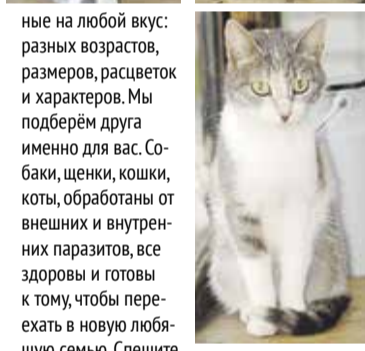 ные на любой вкус:
разных возрастов,
размеров, расцветок
и характеров. Мы
подберём друга
именно для вас. Со-
баки, щенки, кошки,
коты, обработаны от
внешних и внутрен-
них паразитов, все
здоровы и готовы
к тому, чтобы пере-
ехать в новую любя-
щую семью. Спешите